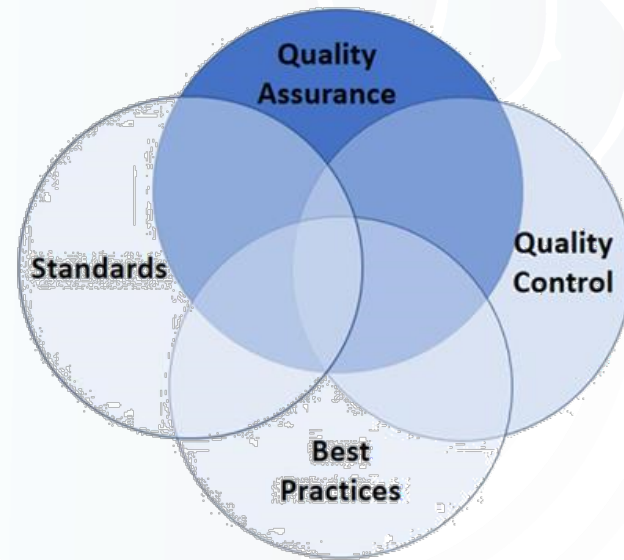 Quality
Assurance
Standards
Quality
Control
Best
Practices